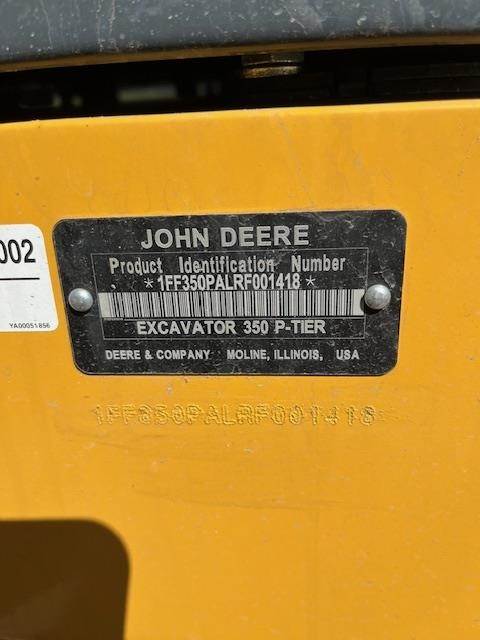 002
YA00051856
JOHN DEERE
Product Identification Number
*1FF350PALRF001418*
EXCAVATOR 350 P-TIER
DEERE & COMPANY MOLINE, ILLINOIS, USA
1FF350PALRF001418